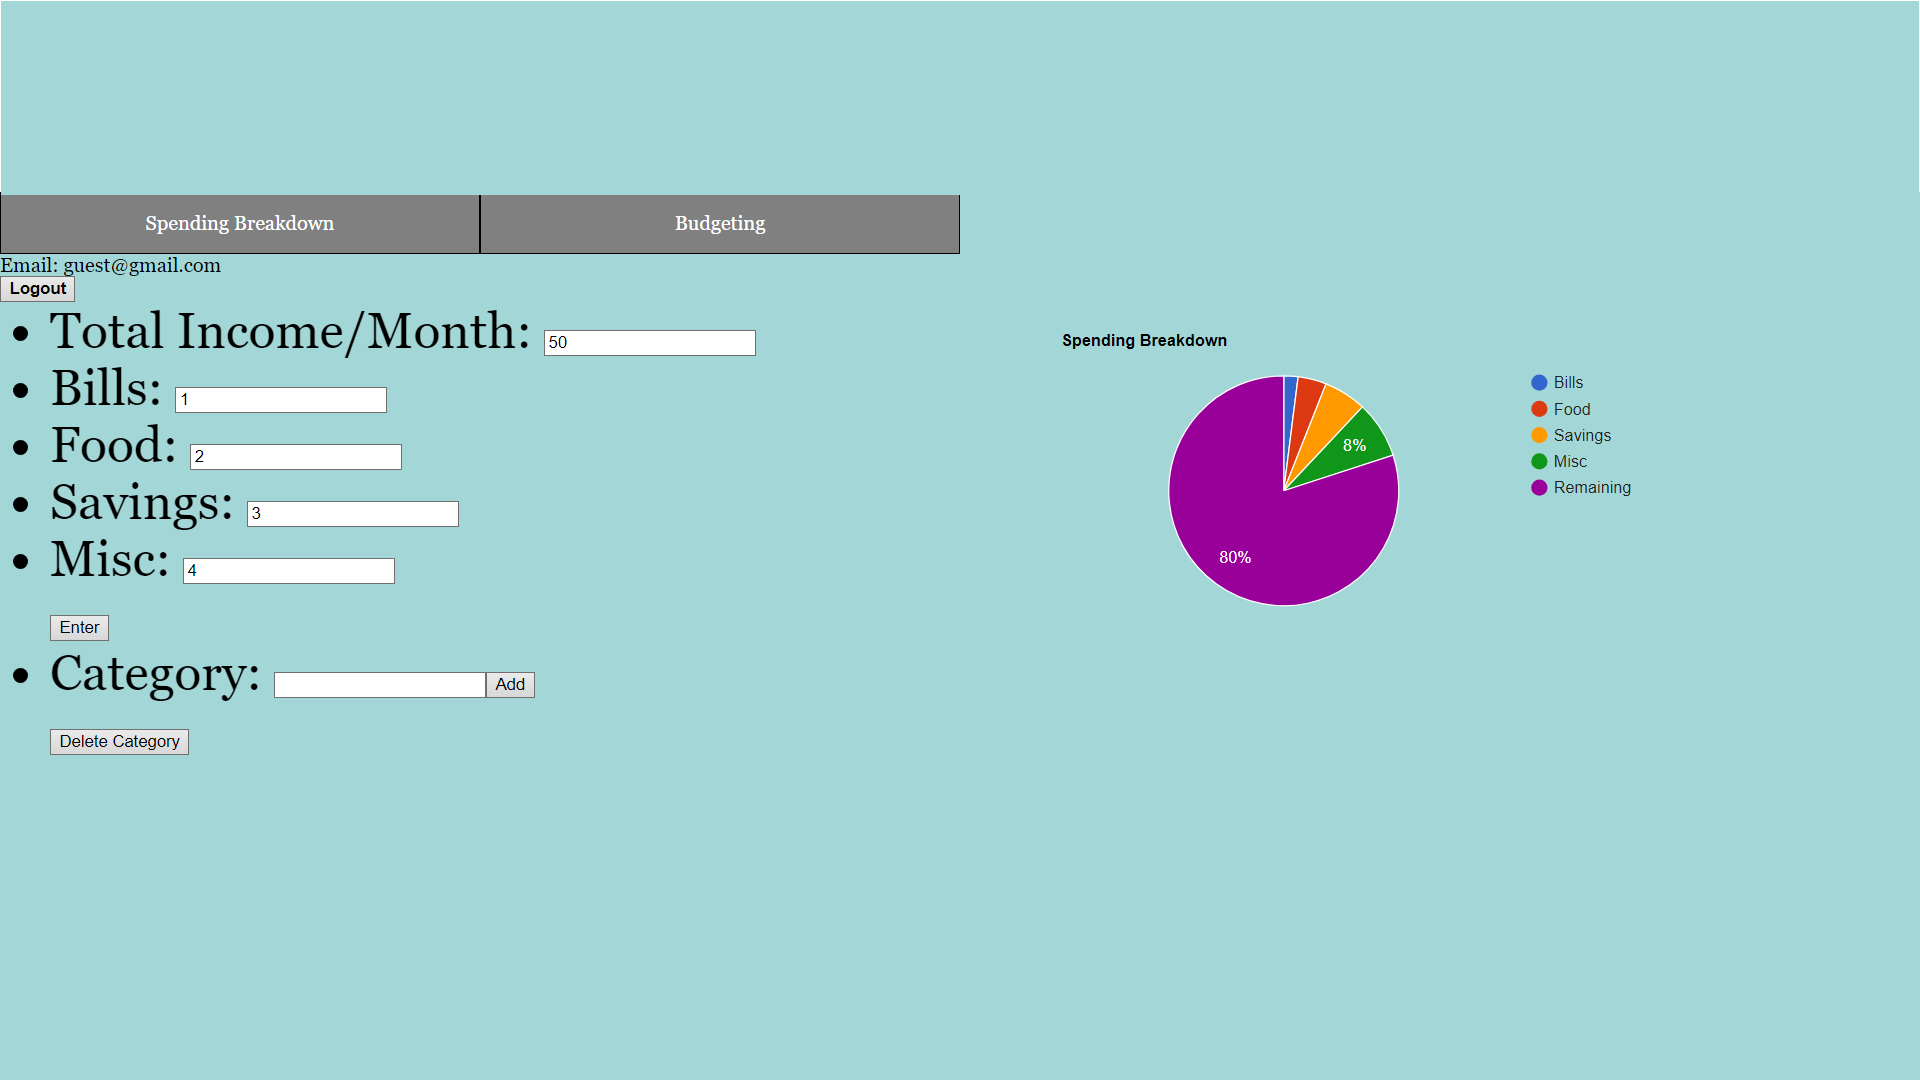 Spending Breakdown Budgeting
Email: guest@gmail.com
Logout
Total Income/Month: 50
Bills: 1
Food: 2
Savings: 3
Misc: 4
Enter
Category: Add
Delete Category
Spending Breakdown
8%
80%
Bills
Food
Savings
Misc
Remaining